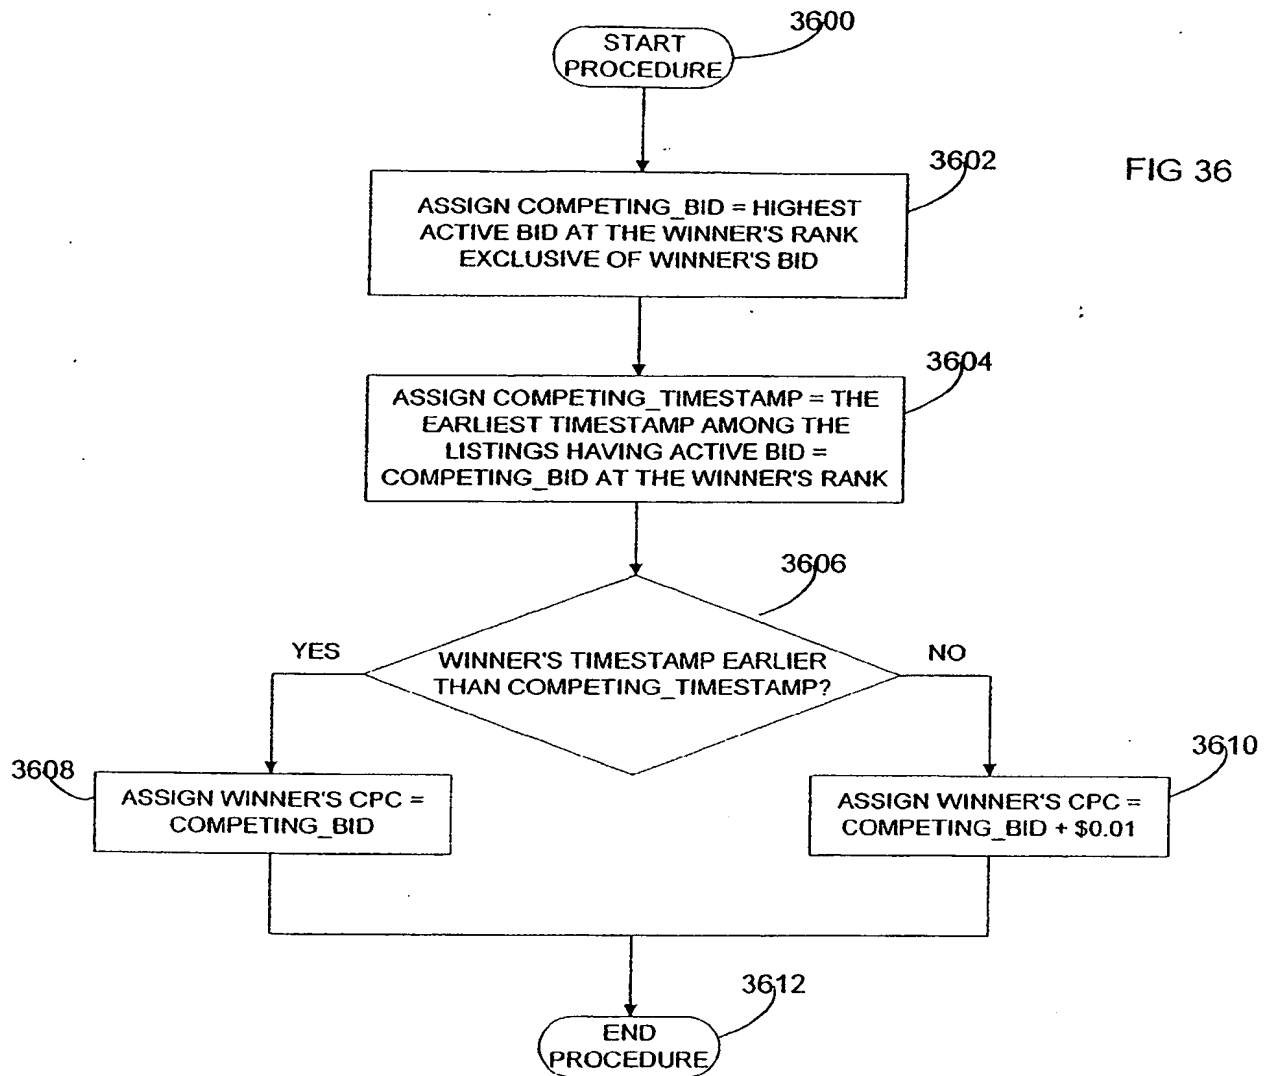 3600
START
PROCEDURE
FIG 36
3602
ASSIGN COMPETING_BID = HIGHEST
ACTIVE BID AT THE WINNER'S RANK
EXCLUSIVE OF WINNER'S BID
3604
ASSIGN COMPETING_TIMESTAMP = THE
EARLIEST TIMESTAMP AMONG THE
LISTINGS HAVING ACTIVE BID =
COMPETING_BID AT THE WINNER'S RANK
3606
YES
WINNER'S TIMESTAMP EARLIER
THAN COMPETING_TIMESTAMP?
NO
3608
ASSIGN WINNER'S CPC =
COMPETING_BID
3610
ASSIGN WINNER'S CPC =
COMPETING_BID + $0.01
3612
END
PROCEDURE